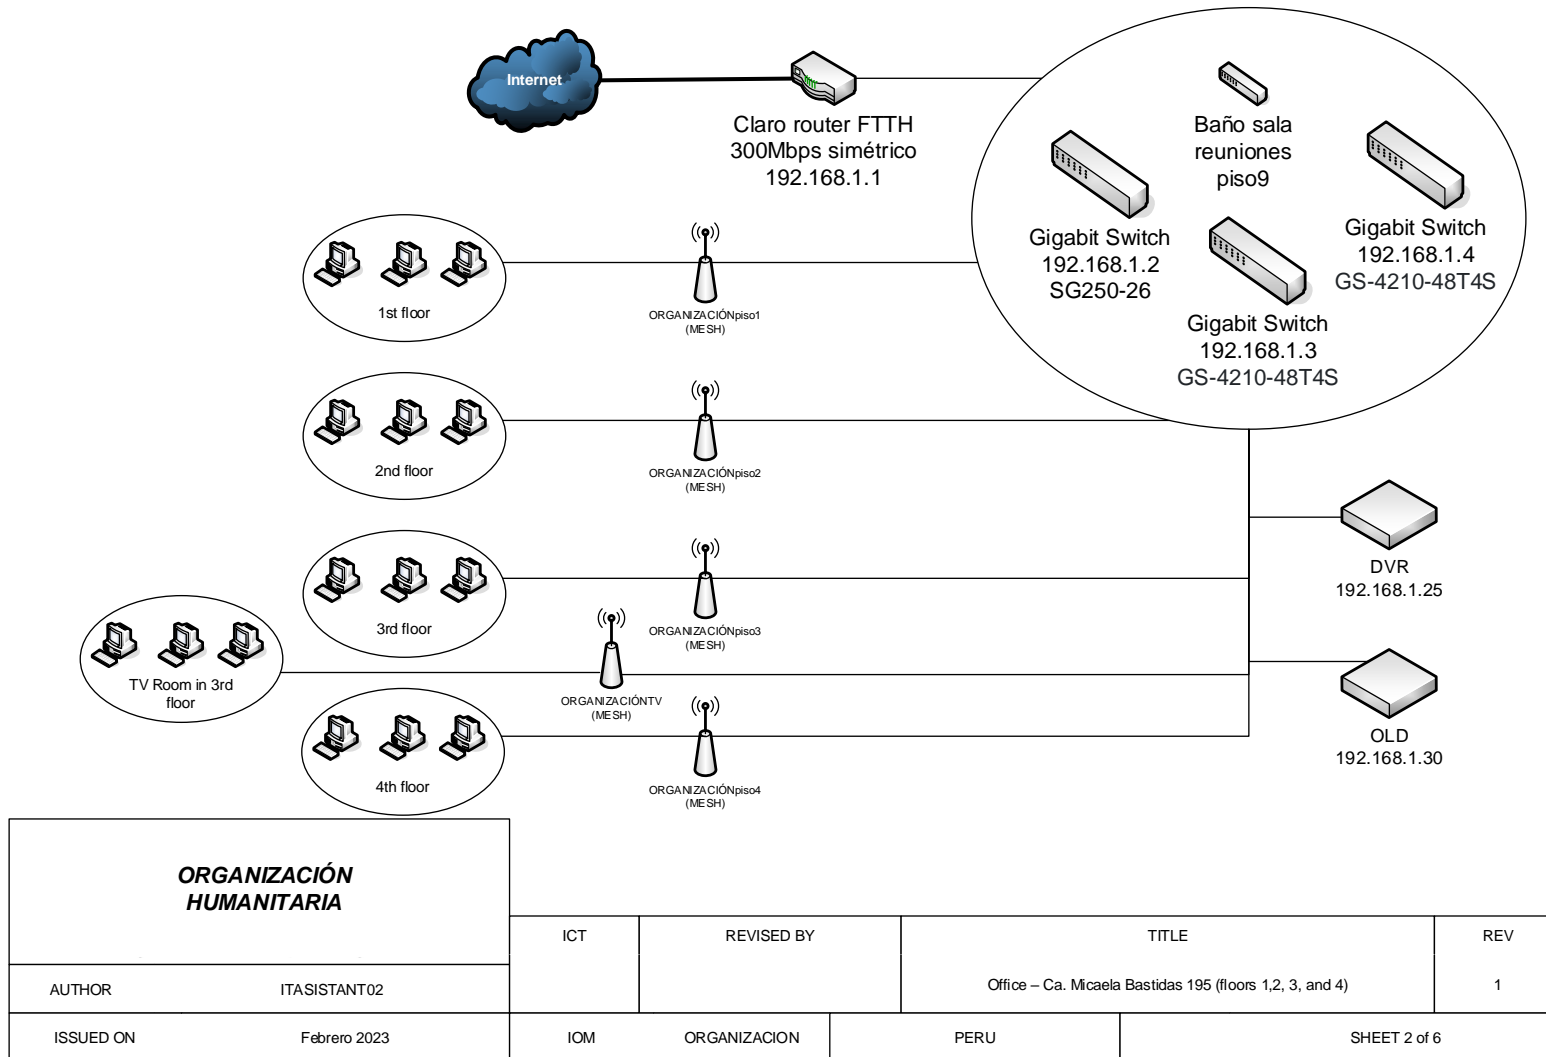 Internet
Claro router FTTH
300Mbps simétrico
192.168.1.1
Baño sala
reuniones
piso9
Gigabit Switch
192.168.1.2
SG250-26
Gigabit Switch
192.168.1.4
GS-4210-48T4S
Gigabit Switch
192.168.1.3
GS-4210-48T4S
1st floor
ORGANIZACIÓNpiso1
(MESH)
2nd floor
ORGANIZACIÓNpiso2
(MESH)
3rd floor
ORGANIZACIÓNpiso3
(MESH)
TV Room in 3rd
floor
ORGANIZACIÓNTV
(MESH)
4th floor
ORGANIZACIÓNpiso4
(MESH)
DVR
192.168.1.25
OLD
192.168.1.30
ORGANIZACIÓN
HUMANITARIA
ICT
REVISED BY
TITLE
REV
AUTHOR
ITASISTANT02
Office – Ca. Micaela Bastidas 195 (floors 1,2, 3, and 4)
1
ISSUED ON
Febrero 2023
IOM
ORGANIZACION
PERU
SHEET 2 of 6